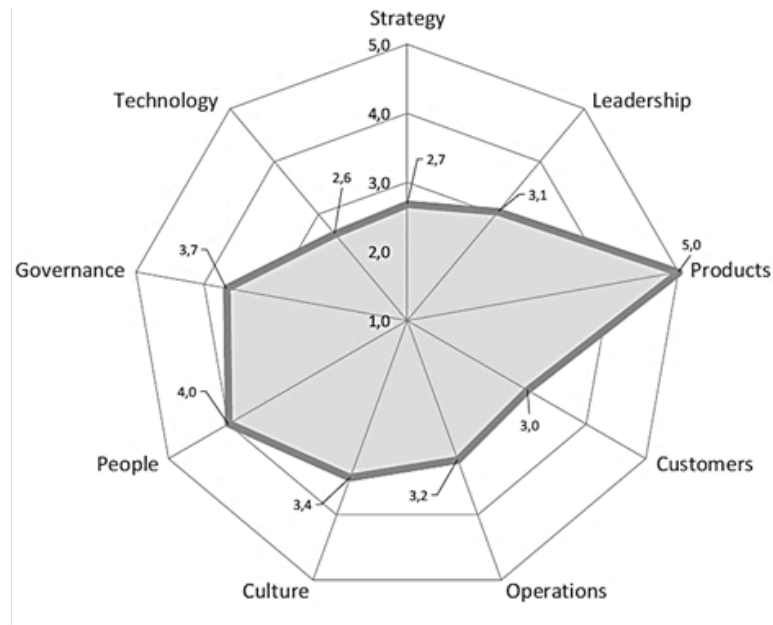 Strategy
5,0
Technology
Leadership
4,0
2,6
3,0
2,7
3,1
3,7
5,0
Governance
2,0
Products
1,0
4,0
3,0
People
Customers
3,4
3,2
Culture
Operations